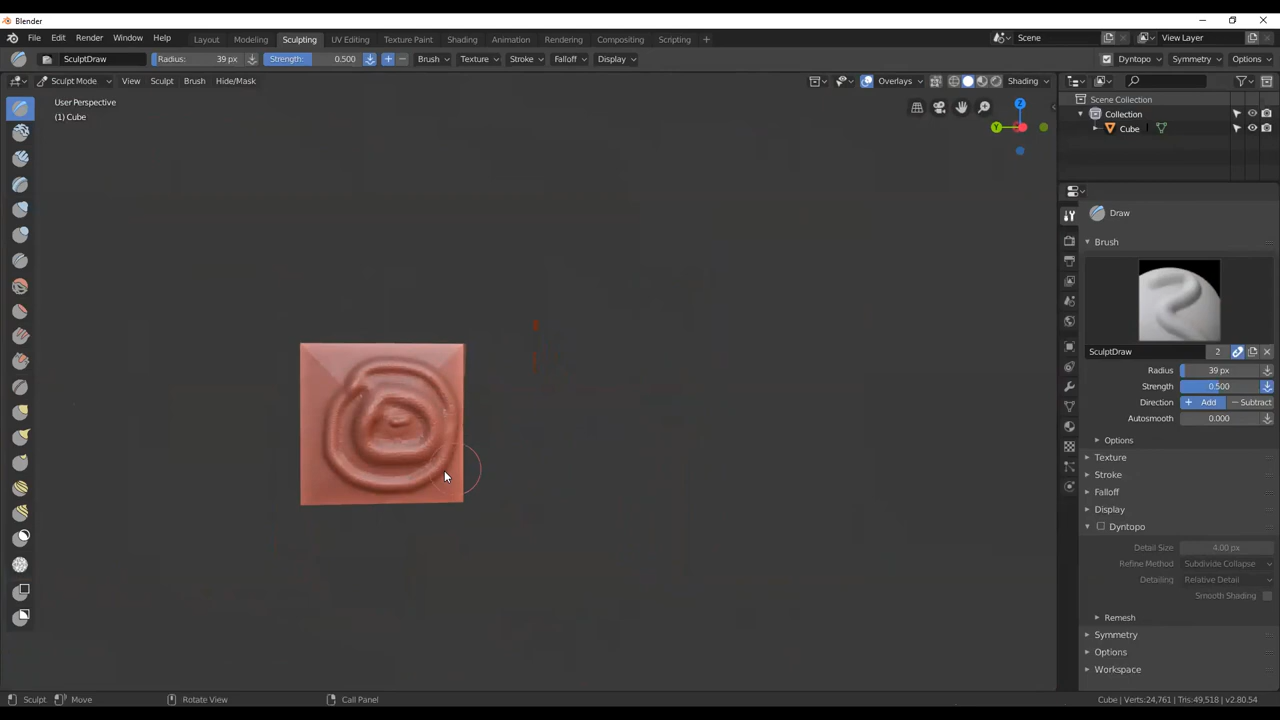 Blender
File Edit Render Window Help Layout Modeling Sculpting UV Editing Texture Paint Shading Animation Rendering Compositing Scripting + Scene View Layer
SculptDraw Radius: 39 px Strength: 0.500 + − Brush Texture Stroke Falloff Display Dyntopo Symmetry Options
Sculpt Mode View Sculpt Brush Hide/Mask Overlays Shading
User Perspective
(1) Cube
Z
Y
Scene Collection
Collection
Cube
Draw
Brush
SculptDraw 2
Radius 39 px
Strength 0.500
Direction + Add − Subtract
Autosmooth 0.000
Options
Texture
Stroke
Falloff
Display
Dyntopo
Detail Size 4.00 px
Refine Method Subdivide Collapse
Detailing Relative Detail
Smooth Shading
Remesh
Symmetry
Options
Workspace
Sculpt Move Rotate View Call Panel Cube | Verts:24,761 | Tris:49,518 | v2.80.54